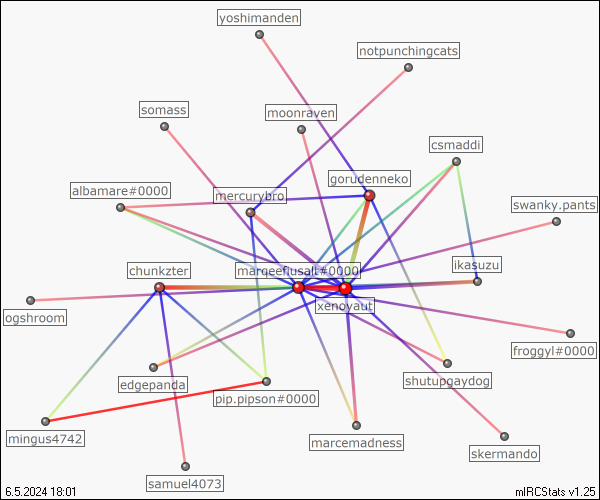 yoshimanden
notpunchingcats
somass
moonraven
csmaddi
gorudenneko
albamare#0000
mercurybro
swanky.pants
chunkzter
#0000
ikasuzu
xenoyaut
ogshroom
froggyl#0000
edgepanda
shutupgaydog
pip.pipson#0000
mingus4742
marcemadness
skermando
samuel4073
6.5.2024 18:01
mIRCStats v1.25